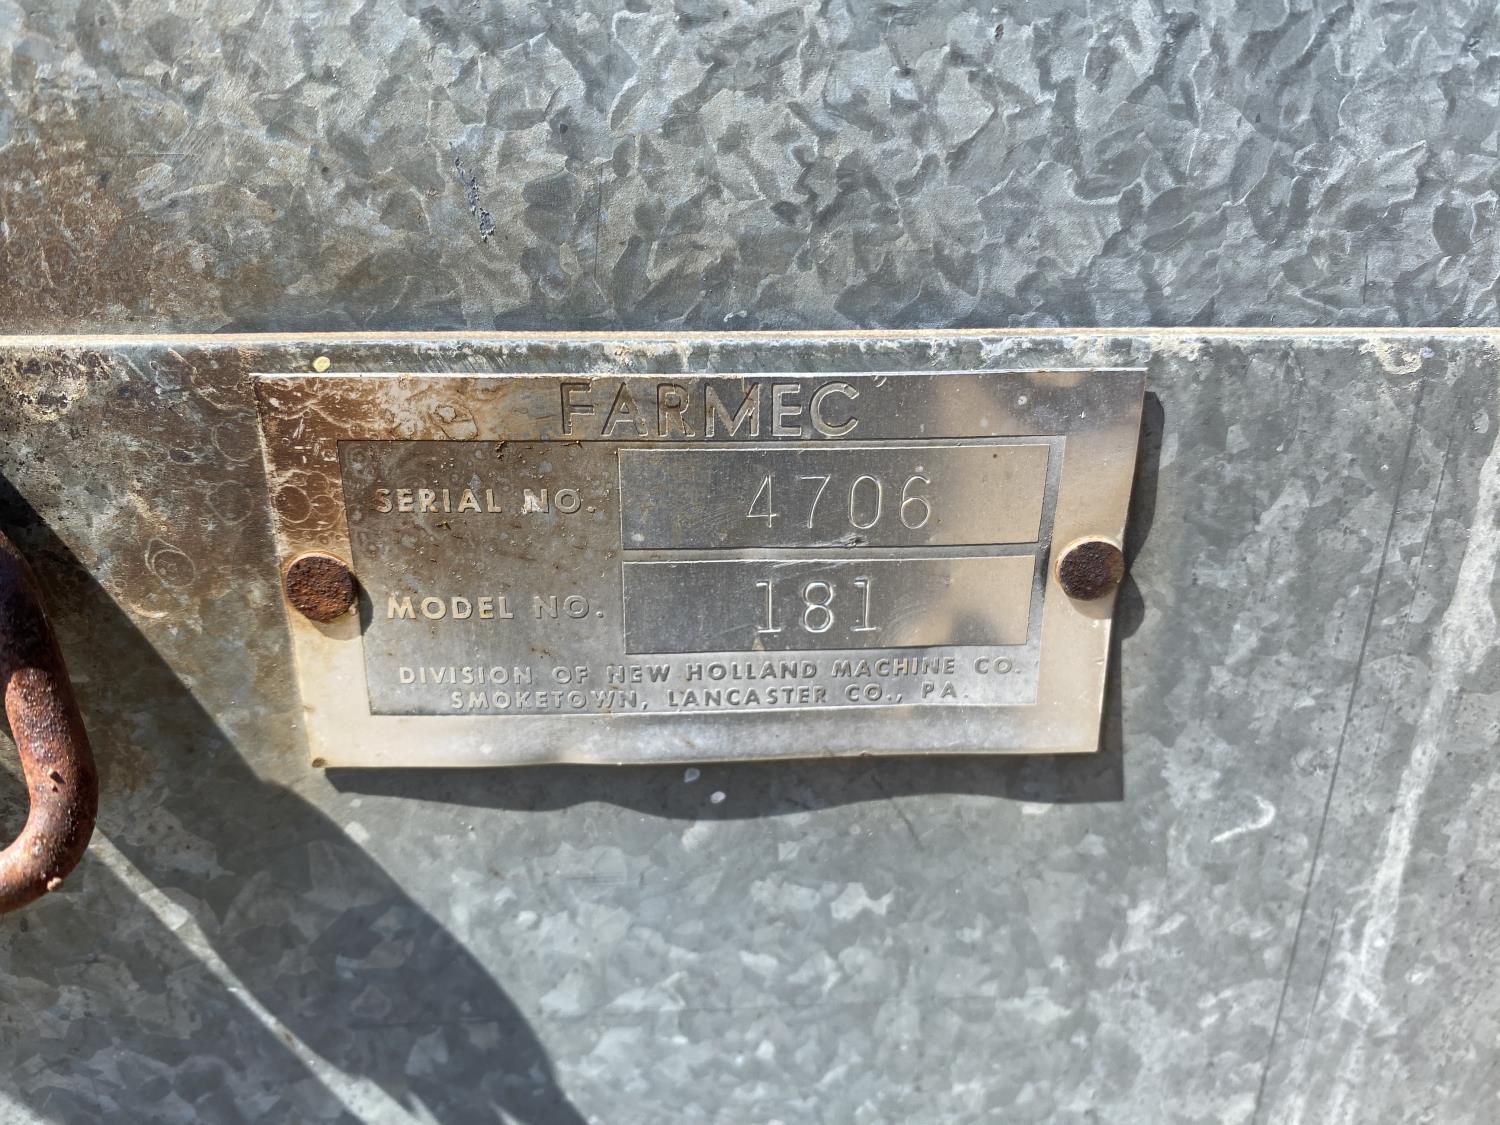 FARMEC
SERIAL NO. 4706
MODEL NO. 181
DIVISION OF NEW HOLLAND MACHINE CO.
SMOKETOWN, LANCASTER CO., PA.